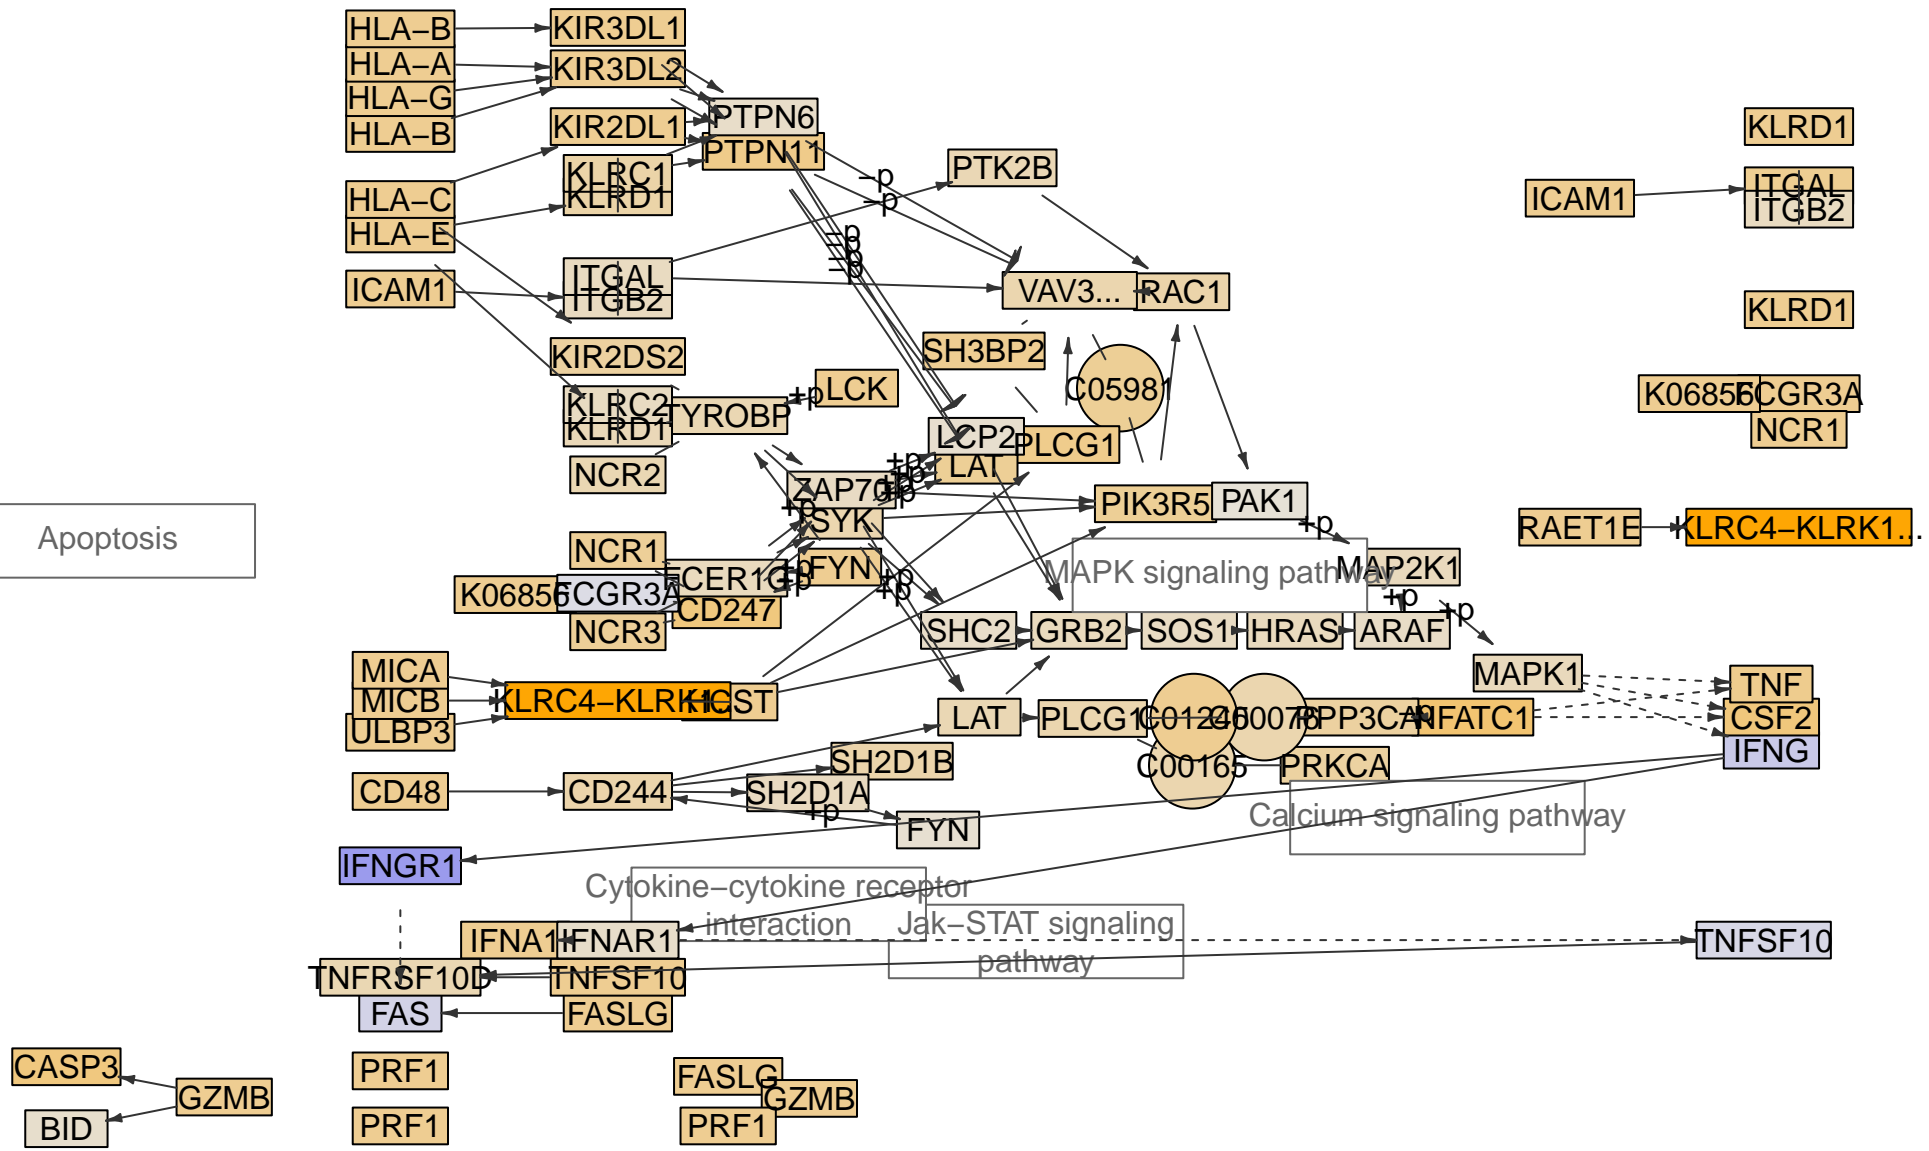 HLA−B
KIR3DL1
HLA−A
KIR3DL2
HLA−G
HLA−B
KIR2DL1
PTPN6
PTPN11
KLRC1
KLRD1
HLA−C
HLA−E
PTK2B
−p
−p
−p
−p
−p
−p
ICAM1
ITGAL
ITGB2
VAV3...
RAC1
KLRD1
ICAM1
ITGAL
ITGB2
KLRD1
KIR2DS2
SH3BP2
C05981
KLRC2
KLRD1
TYROBP
+p
LCK
LCP2
PLCG1
LAT
K06856
FCGR3A
NCR1
NCR2
ZAP70
+p
+p
+p
+p
+p
SYK
PIK3R5
PAK1
+p
Apoptosis
RAET1E
KLRC4−KLRK1...
NCR1
FCER1G
+p
FYN
+p
+p
MAPK signaling pathway
MAP2K1
K06856
FCGR3A
CD247
NCR3
+p
+p
SHC2
GRB2
SOS1
HRAS
ARAF
MICA
MICB
ULBP3
KLRC4−KLRK1...
HCST
MAPK1
TNF
CSF2
IFNG
LAT
PLCG1
C01245
C00076
PPP3CA
NFATC1
C00165
PRKCA
CD48
CD244
SH2D1B
SH2D1A
+p
FYN
Calcium signaling pathway
IFNGR1
Cytokine−cytokine receptor
interaction
Jak−STAT signaling
pathway
IFNA1
IFNAR1
TNFSF10
TNFRSF10D
TNFSF10
FAS
FASLG
CASP3
GZMB
BID
PRF1
PRF1
FASLG
GZMB
PRF1